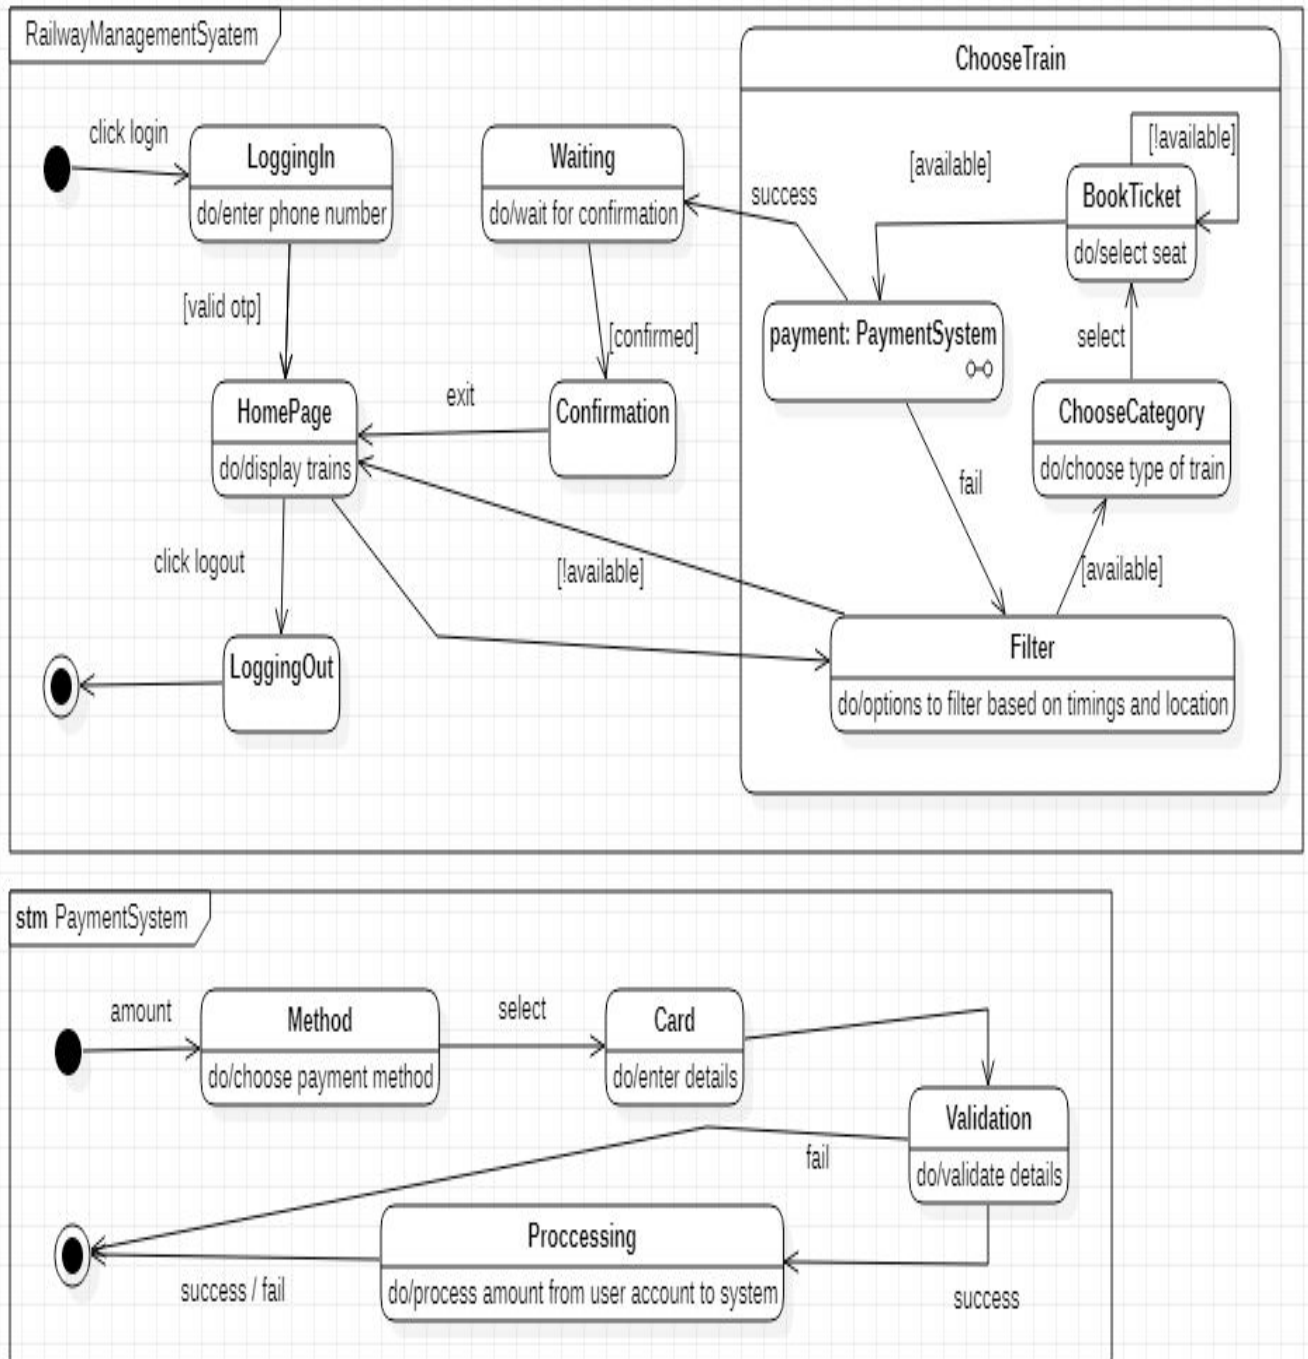 RailwayManagementSyatem
ChooseTrain
click login
LoggingIn
do/enter phone number
Waiting
do/wait for confirmation
success
[available]
[!available]
BookTicket
do/select seat
[valid otp]
[confirmed]
payment: PaymentSystem
select
HomePage
do/display trains
exit
Confirmation
ChooseCategory
do/choose type of train
fail
click logout
[!available]
[available]
LoggingOut
Filter
do/options to filter based on timings and location
stm PaymentSystem
amount
Method
do/choose payment method
select
Card
do/enter details
Validation
do/validate details
fail
Proccessing
do/process amount from user account to system
success / fail
success